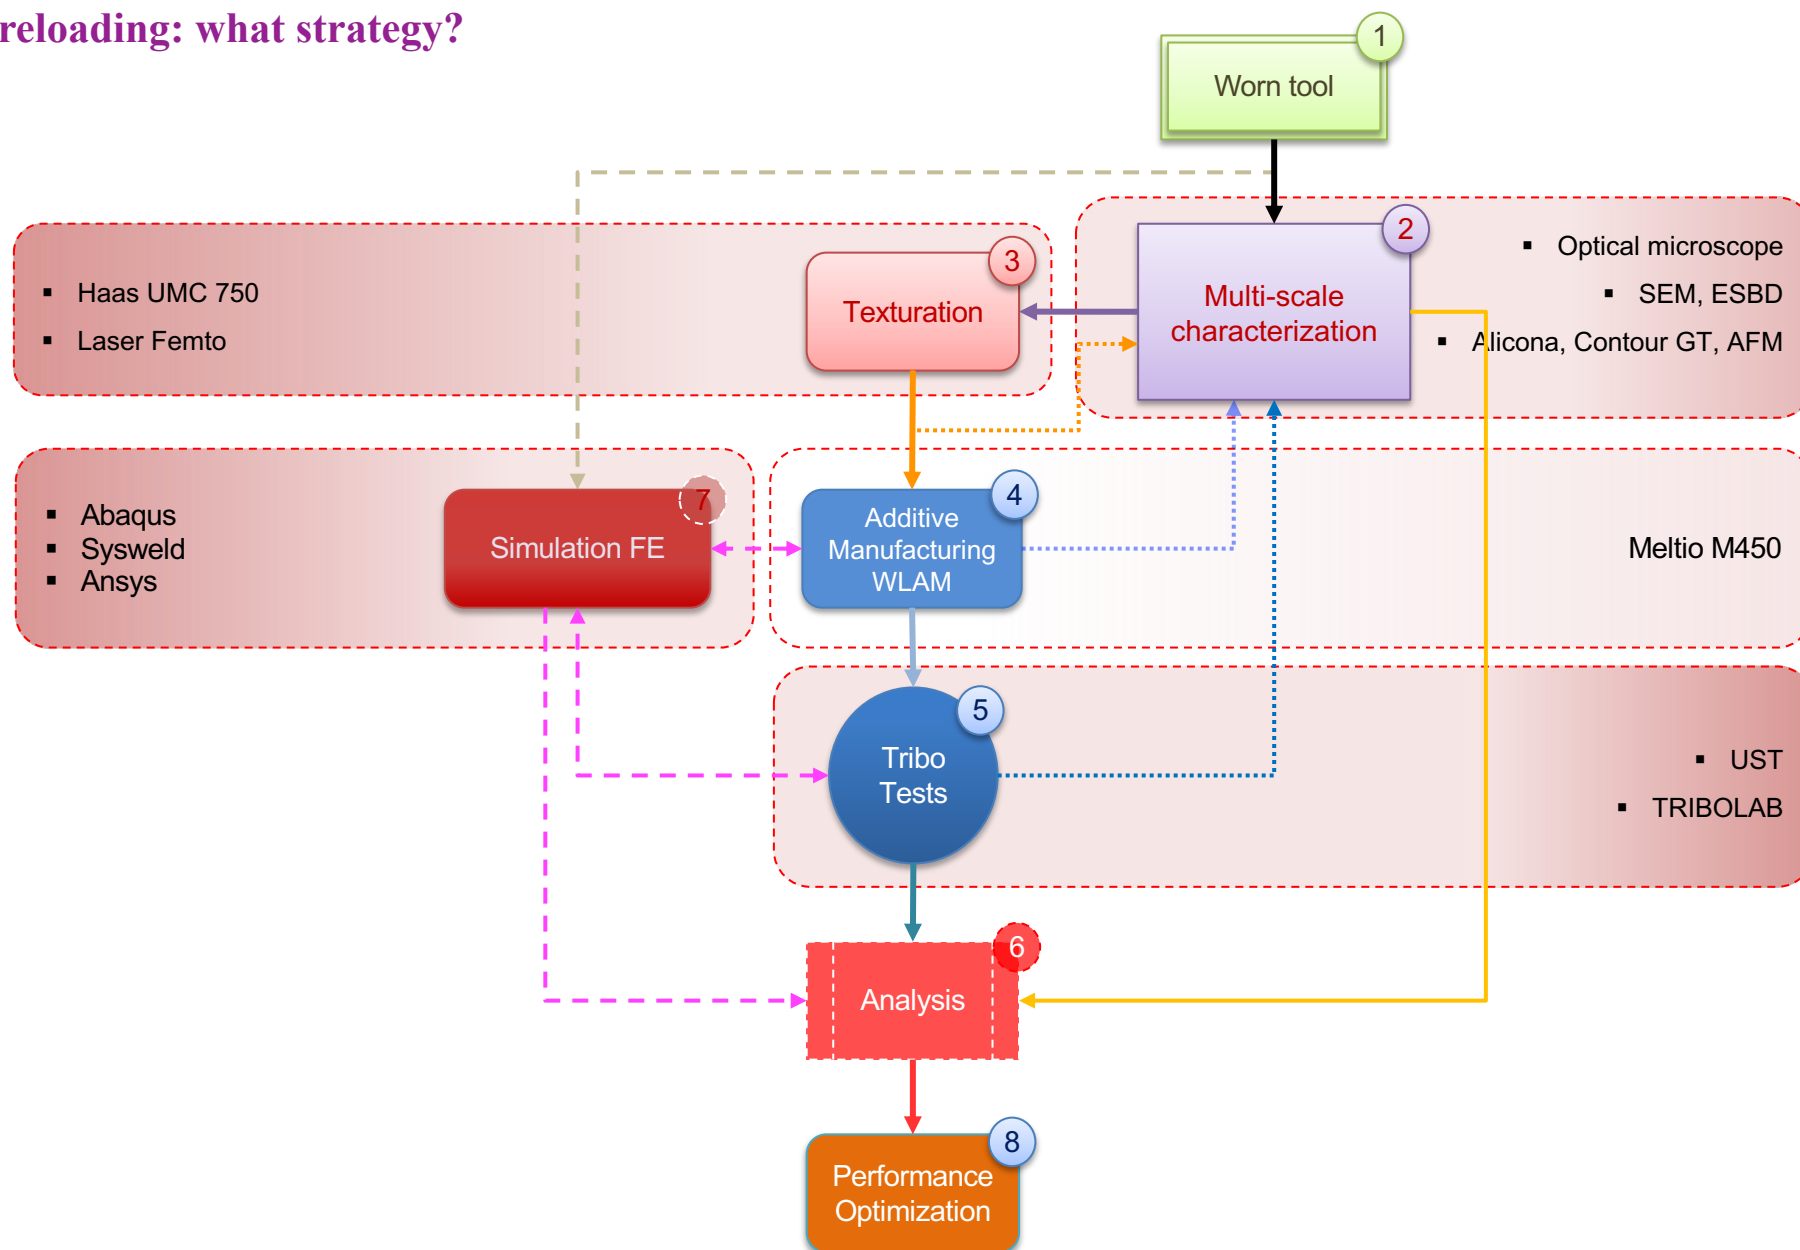 reloading: what strategy?
1
Worn tool
2
Multi-scale
characterization
▪ Optical microscope
▪ SEM, ESBD
▪ Alicona, Contour GT, AFM
3
Texturation
▪ Haas UMC 750
▪ Laser Femto
7
Simulation FE
▪ Abaqus
▪ Sysweld
▪ Ansys
4
Additive
Manufacturing
WLAM
Meltio M450
5
Tribo
Tests
▪ UST
▪ TRIBOLAB
6
Analysis
8
Performance
Optimization